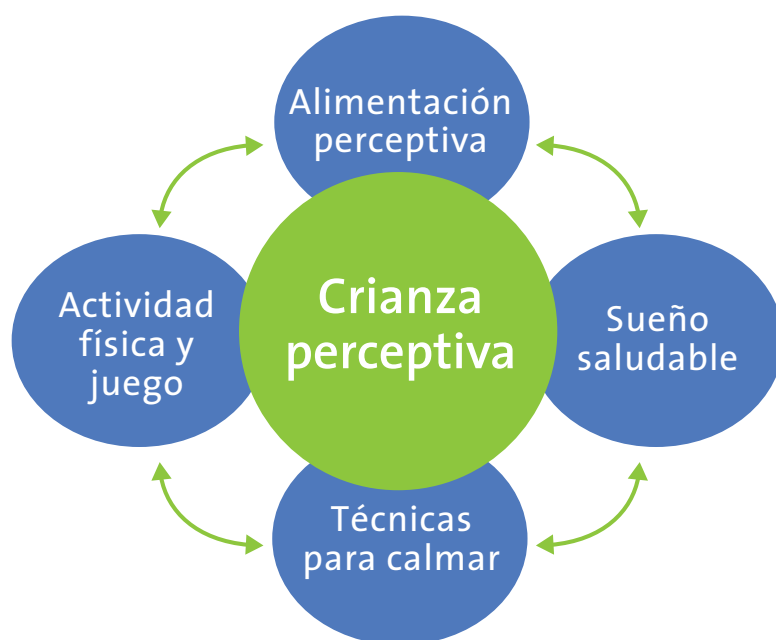 Alimentación
perceptiva
Actividad
física y
juego
Crianza
perceptiva
Sueño
saludable
Técnicas
para calmar